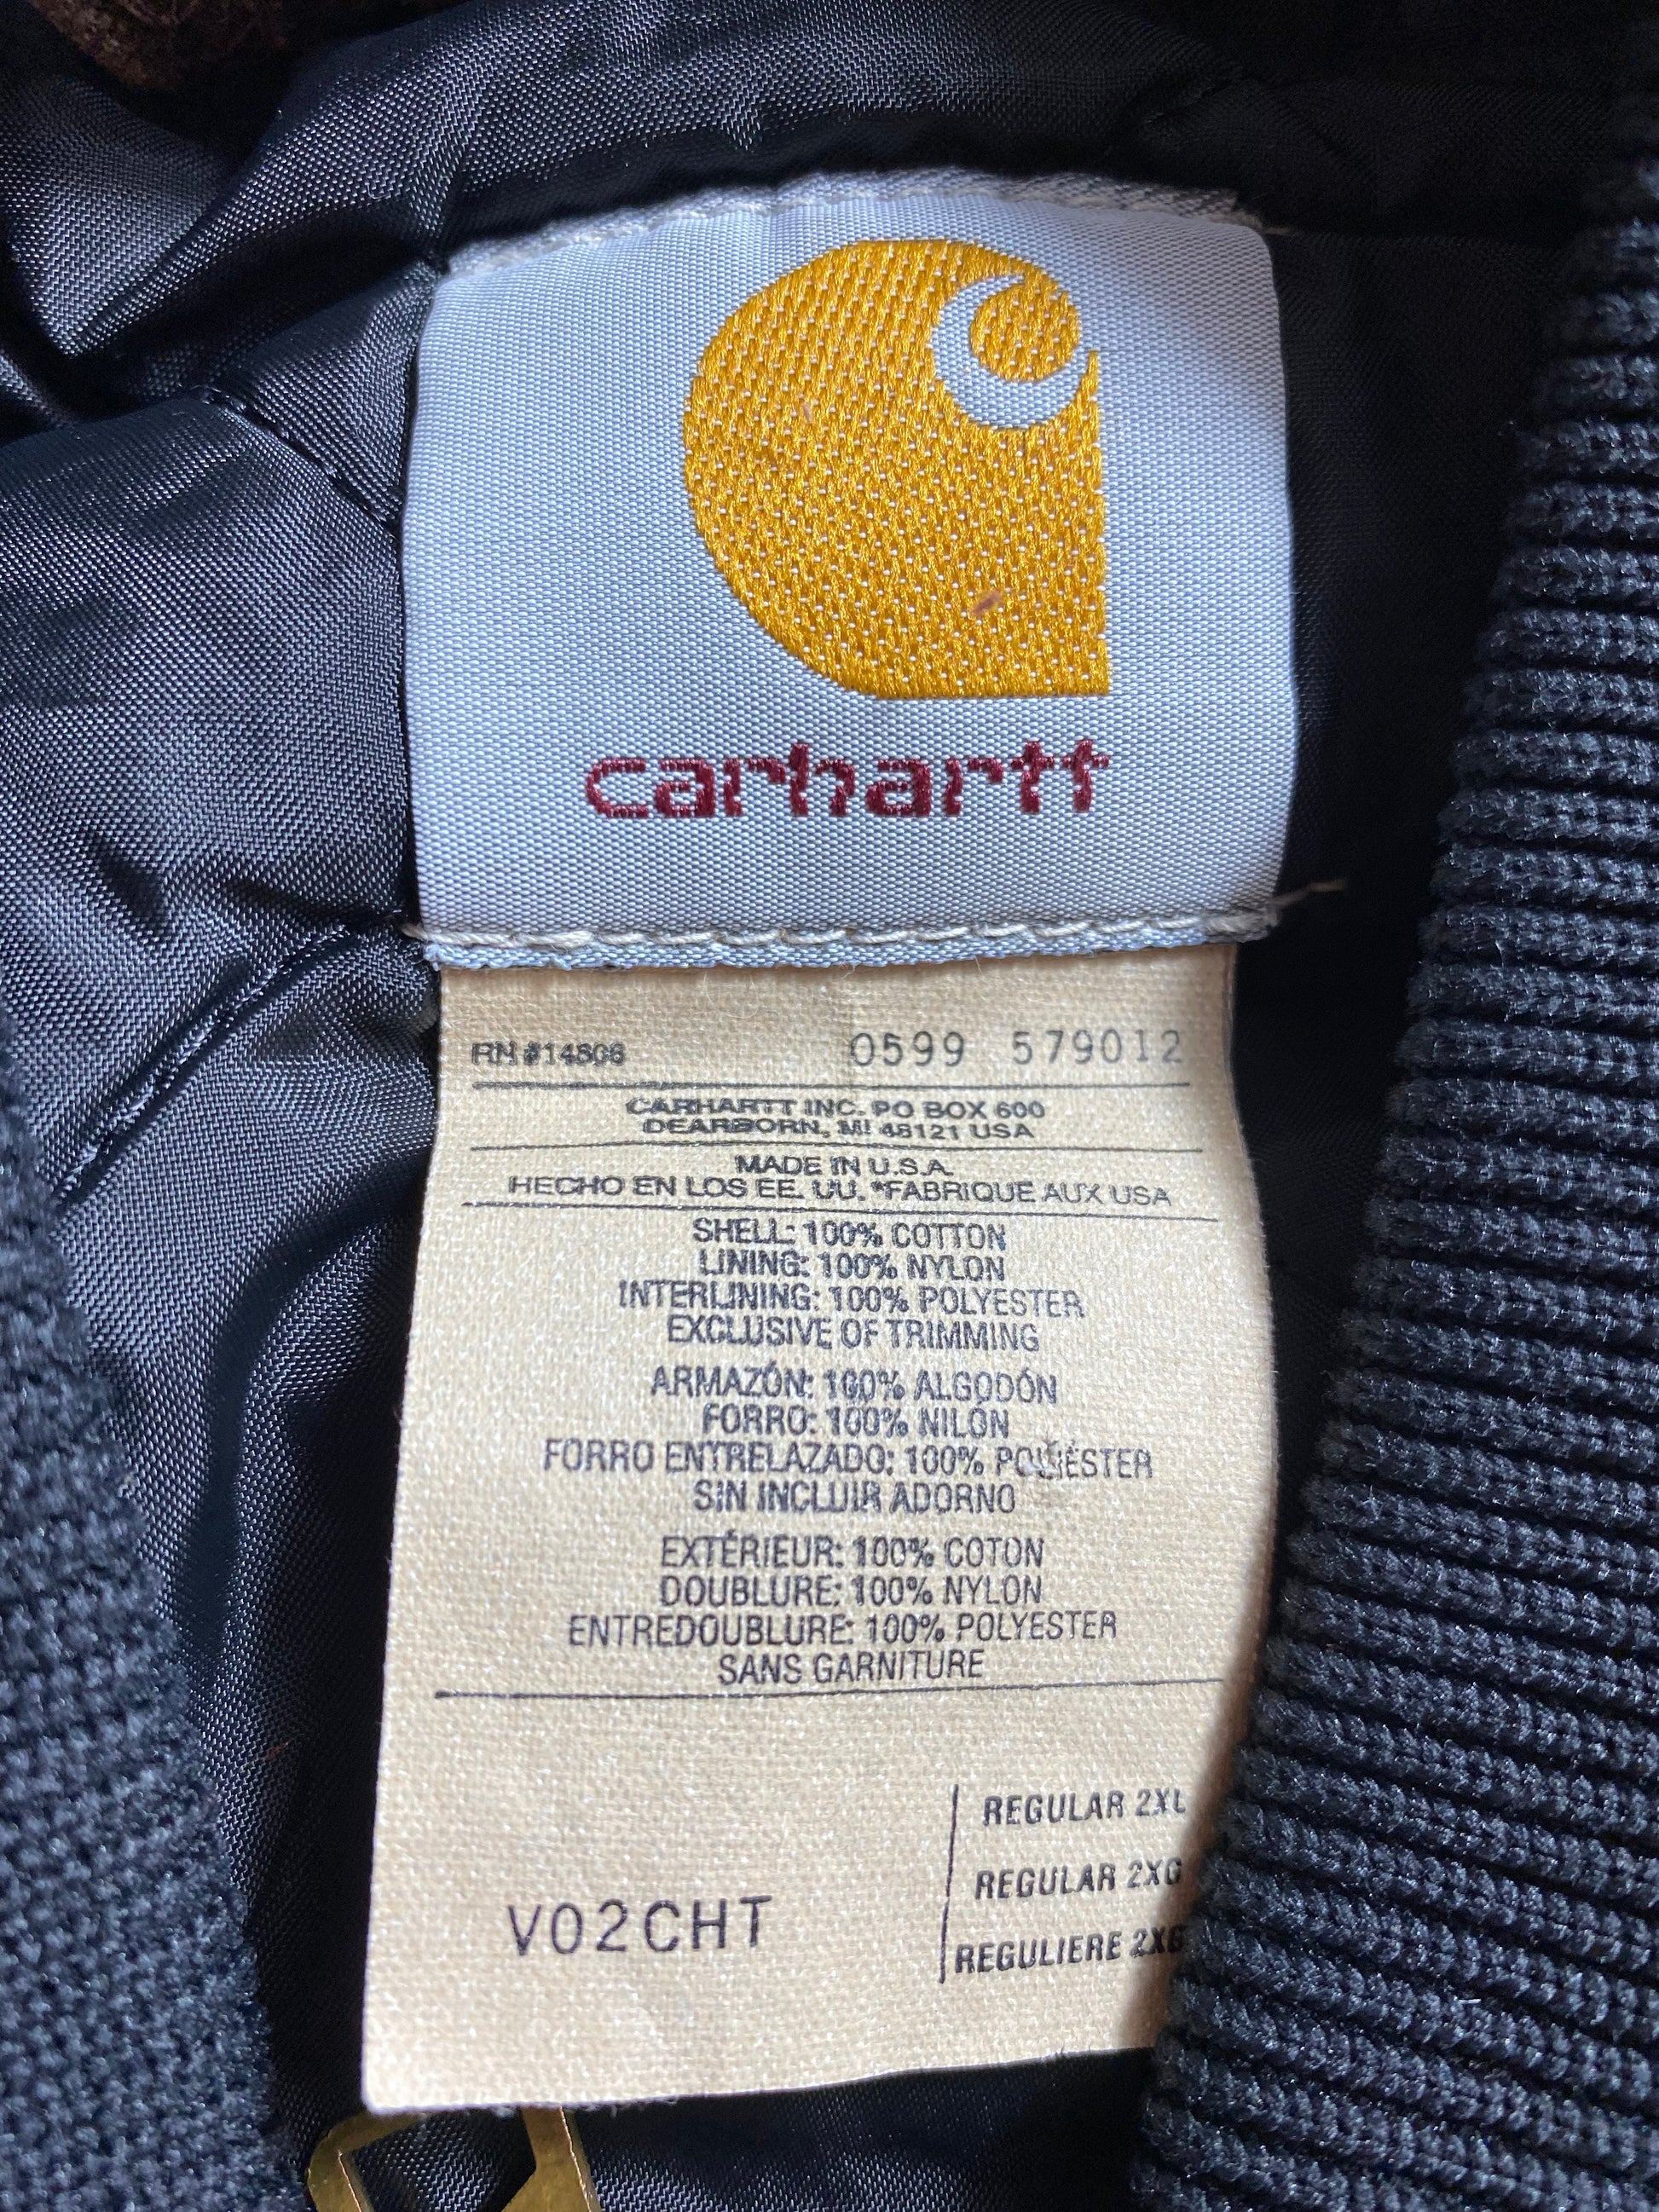 carhartt
RN #14806 0599 579012
CARHARTT INC. PO BOX 600
DEARBORN, MI 48121 USA
MADE IN U.S.A.
HECHO EN LOS EE. UU. *FABRIQUE AUX USA
SHELL: 100% COTTON
LINING: 100% NYLON
INTERLINING: 100% POLYESTER
EXCLUSIVE OF TRIMMING
ARMAZÓN: 100% ALGODÓN
FORRO: 100% NILÓN
FORRO ENTRELAZADO: 100% POLIÉSTER
SIN INCLUIR ADORNO
EXTÉRIEUR: 100% COTON
DOUBLURE: 100% NYLON
ENTREDOUBLURE: 100% POLYESTER
SANS GARNITURE
REGULAR 2XL
REGULAR 2XG
V02CHT
REGULIERE 2XG